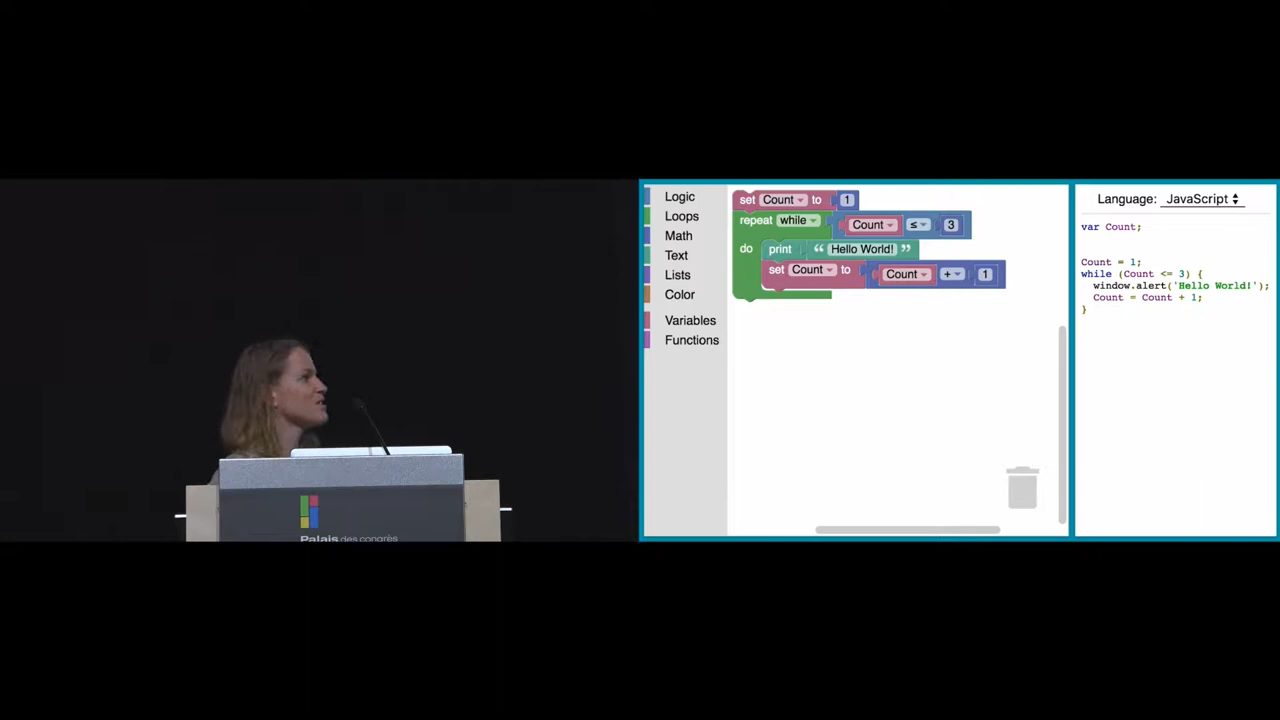 Logic
Loops
Math
Text
Lists
Color
Variables
Functions
set Count to 1
repeat while Count ≤ 3
do print “ Hello World! ”
set Count to Count + 1
Language: JavaScript
var Count;
Count = 1;
while (Count <= 3) {
window.alert('Hello World!');
Count = Count + 1;
}
Palais des congrès